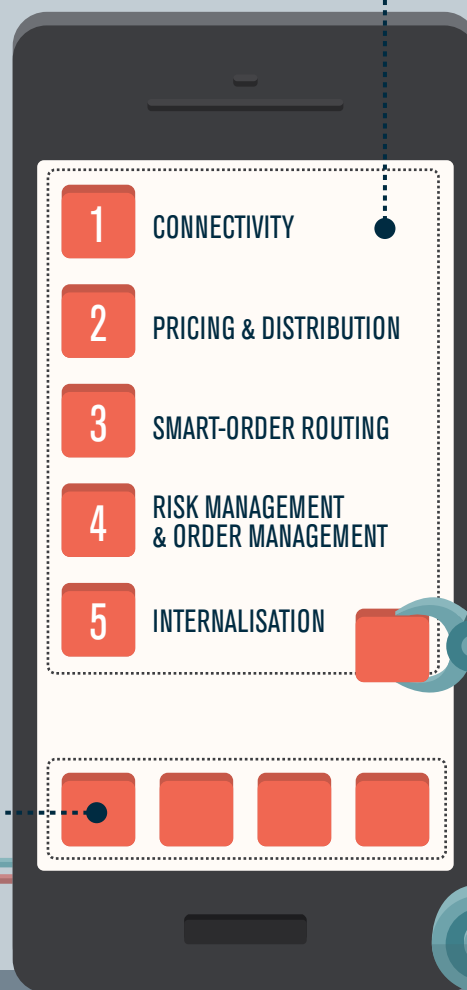 1 CONNECTIVITY
2 PRICING & DISTRIBUTION
3 SMART-ORDER ROUTING
4 RISK MANAGEMENT
& ORDER MANAGEMENT
5 INTERNALISATION